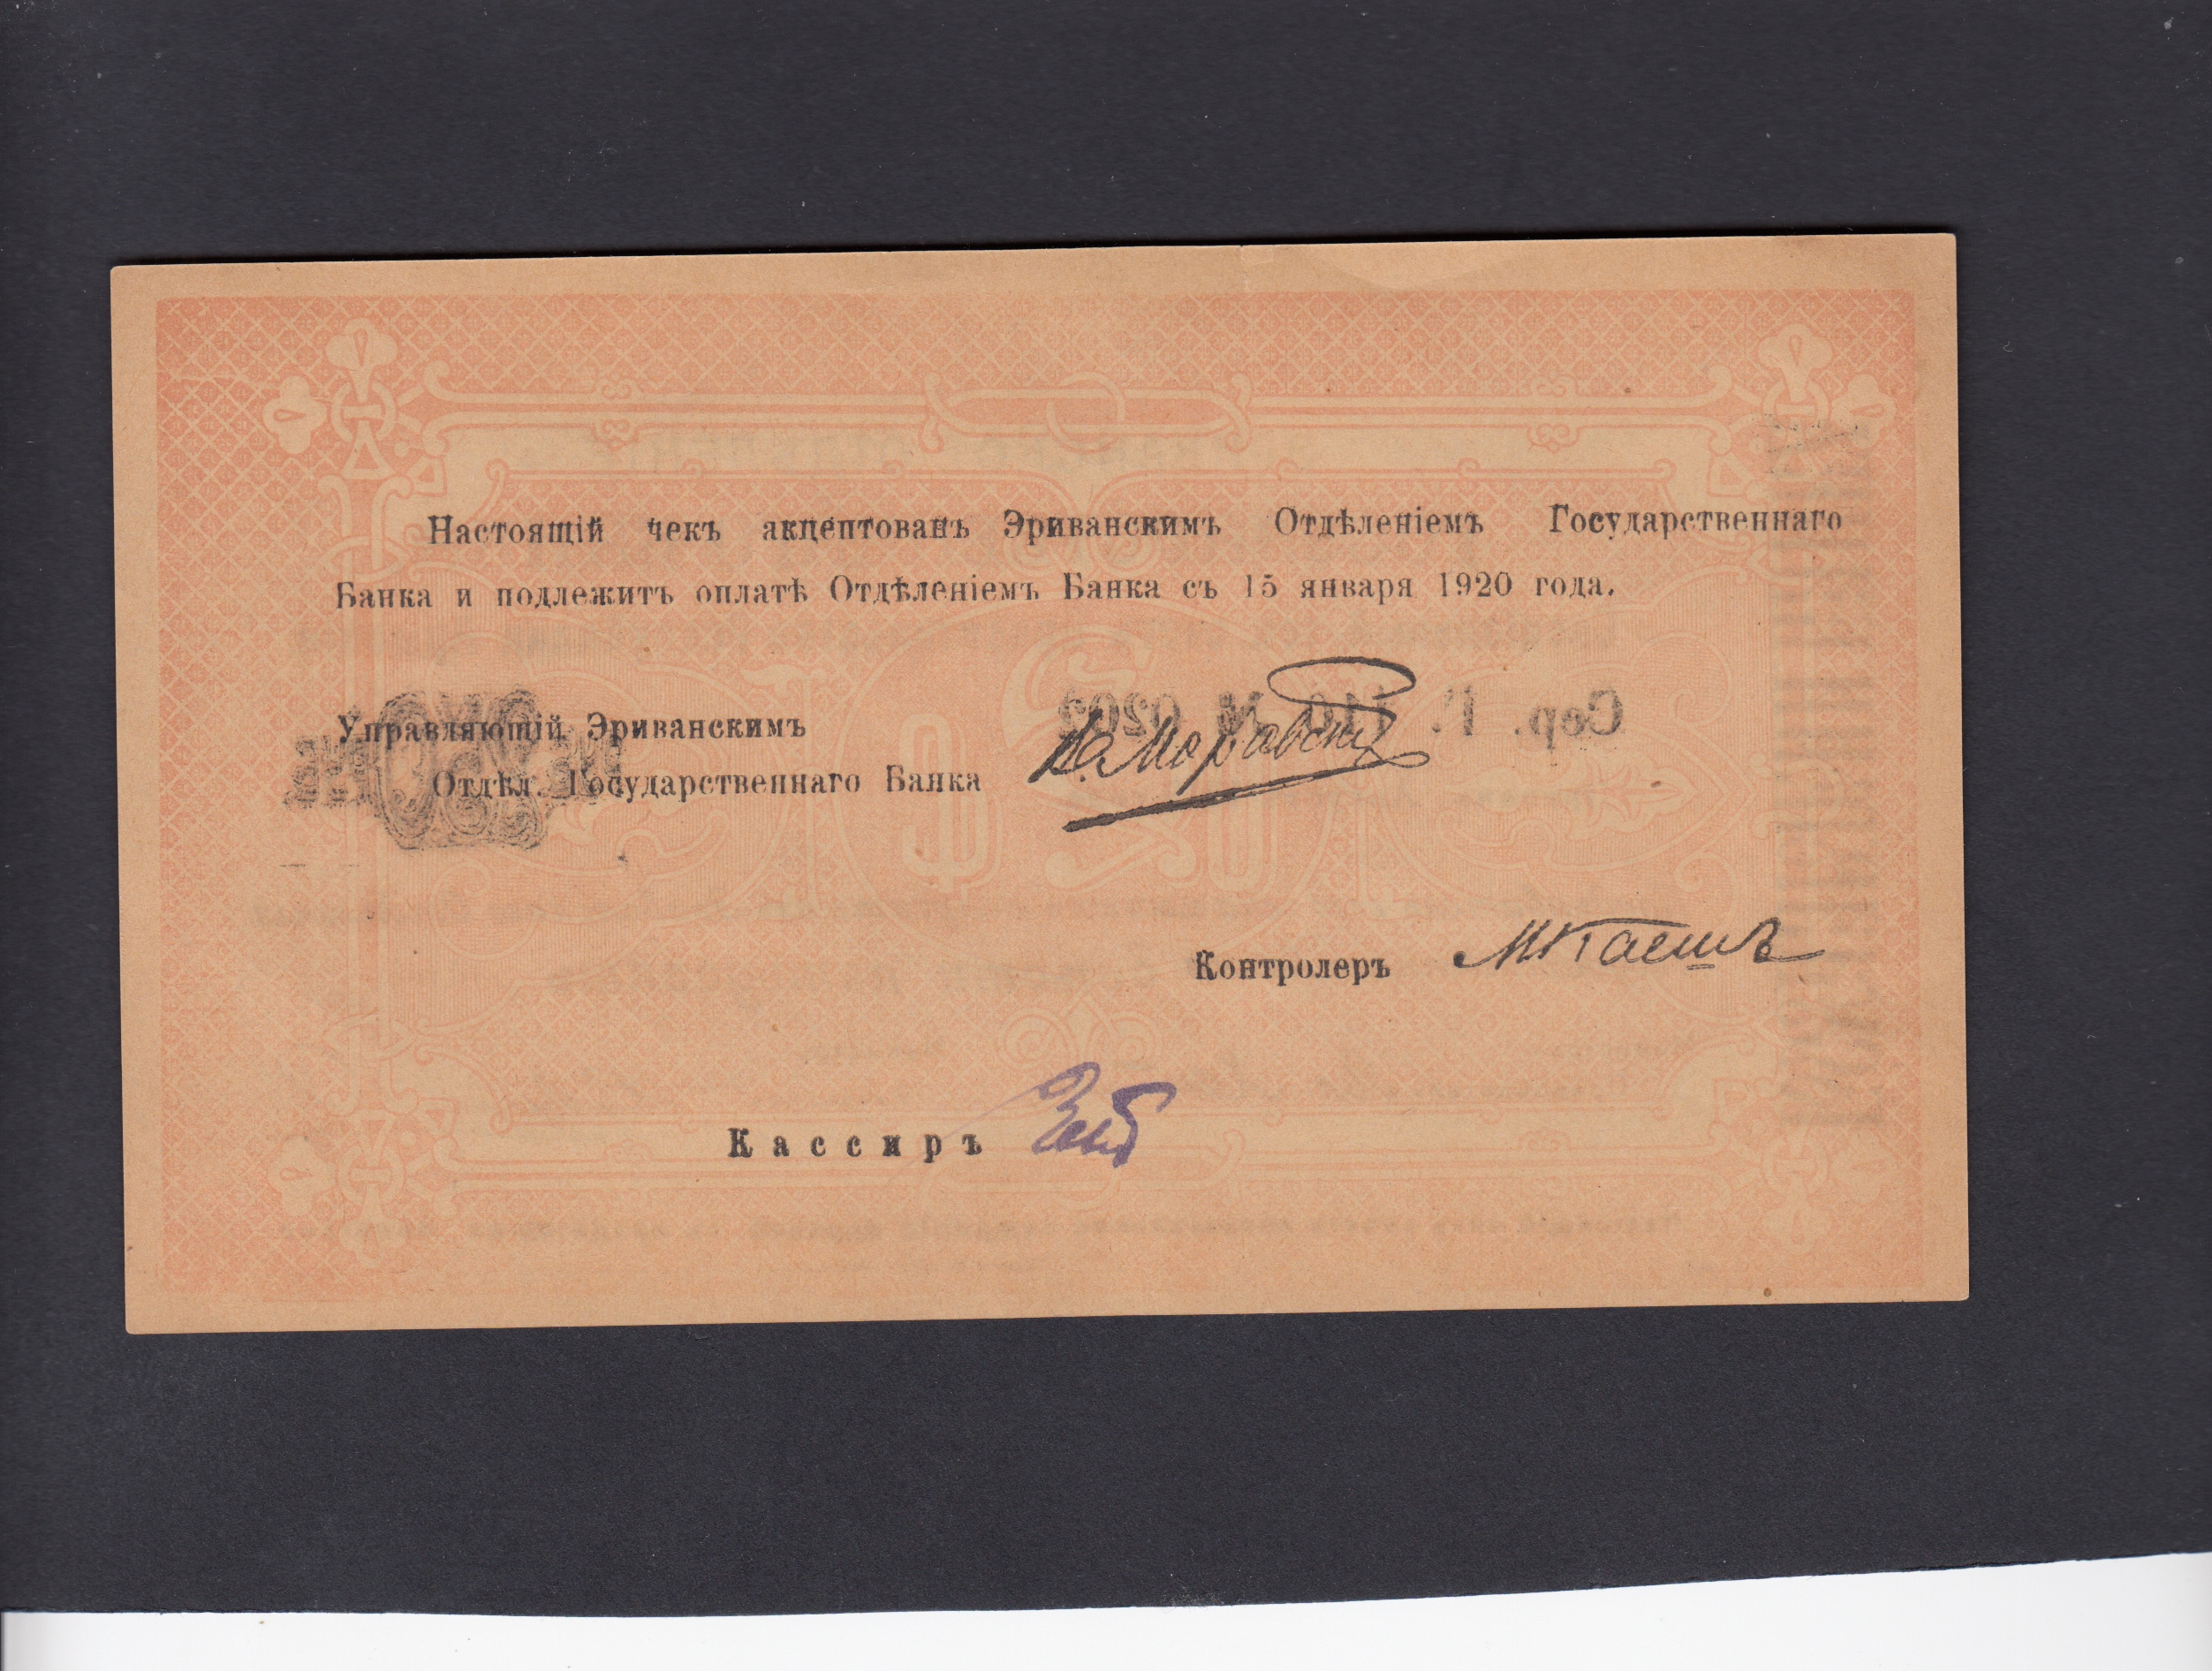 Настоящій чекъ акцептованъ Эриванскимъ Отдѣленіемъ Государственнаго
Банка и подлежитъ оплатѣ Отдѣленіемъ Банка съ 15 января 1920 года.
Управляющій Эриванскимъ
Отдѣл. Государственнаго Банка
Контролеръ
Кассиръ